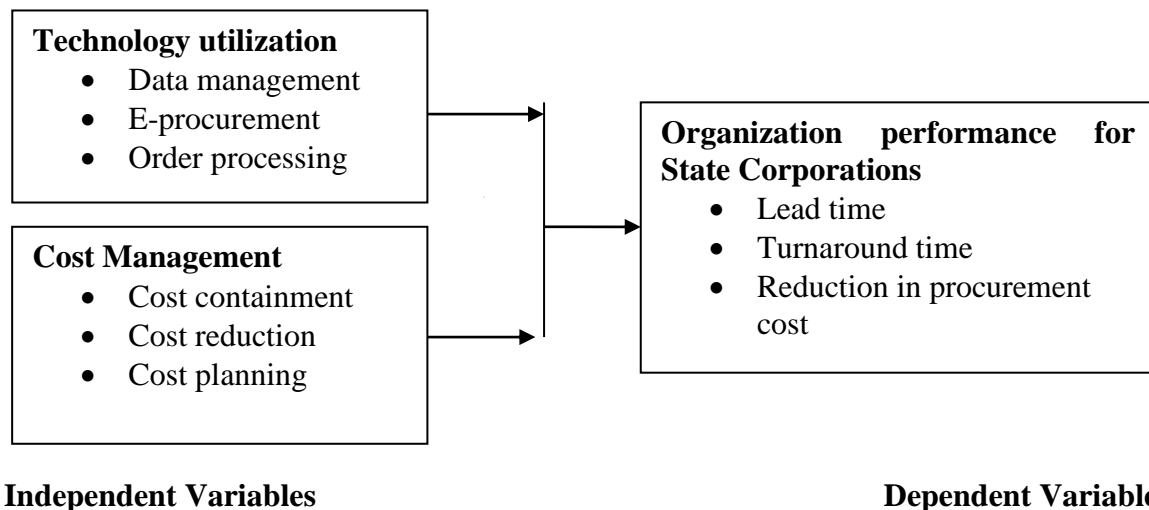 Technology utilization
• Data management
• E-procurement
• Order processing
Cost Management
• Cost containment
• Cost reduction
• Cost planning
Organization performance for
State Corporations
• Lead time
• Turnaround time
• Reduction in procurement
cost
Independent Variables
Dependent Variable